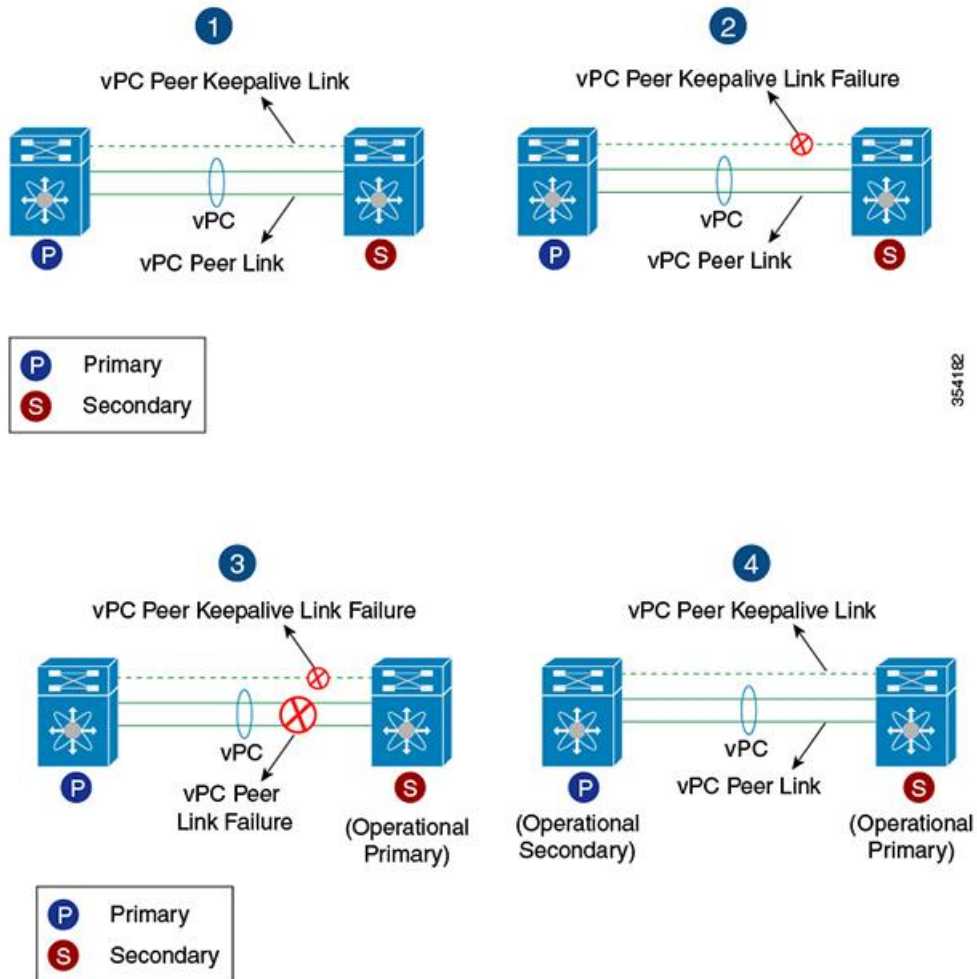 1
vPC Peer Keepalive Link
vPC
vPC Peer Link
P
S
2
vPC Peer Keepalive Link Failure
vPC
vPC Peer Link
P
S
P Primary
S Secondary
354182
3
vPC Peer Keepalive Link Failure
vPC
vPC Peer
Link Failure
P
S
(Operational
Primary)
4
vPC Peer Keepalive Link
vPC
vPC Peer Link
P
(Operational
Secondary)
S
(Operational
Primary)
P Primary
S Secondary